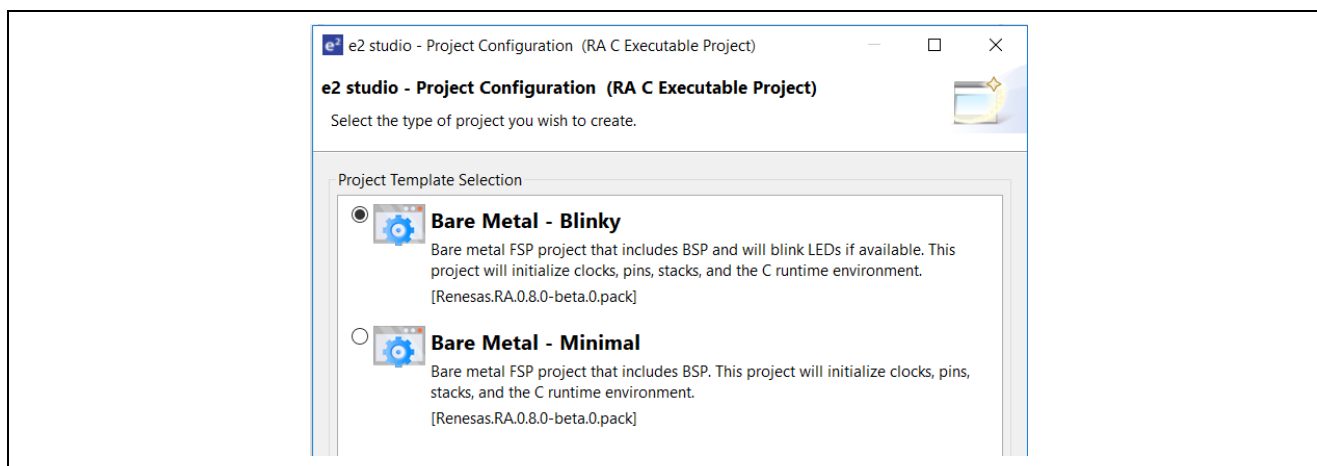 e² e2 studio - Project Configuration (RA C Executable Project)
e2 studio - Project Configuration (RA C Executable Project)
Select the type of project you wish to create.
Project Template Selection
Bare Metal - Blinky
Bare metal FSP project that includes BSP and will blink LEDs if available. This
project will initialize clocks, pins, stacks, and the C runtime environment.
[Renesas.RA.0.8.0-beta.0.pack]
Bare Metal - Minimal
Bare metal FSP project that includes BSP. This project will initialize clocks, pins,
stacks, and the C runtime environment.
[Renesas.RA.0.8.0-beta.0.pack]